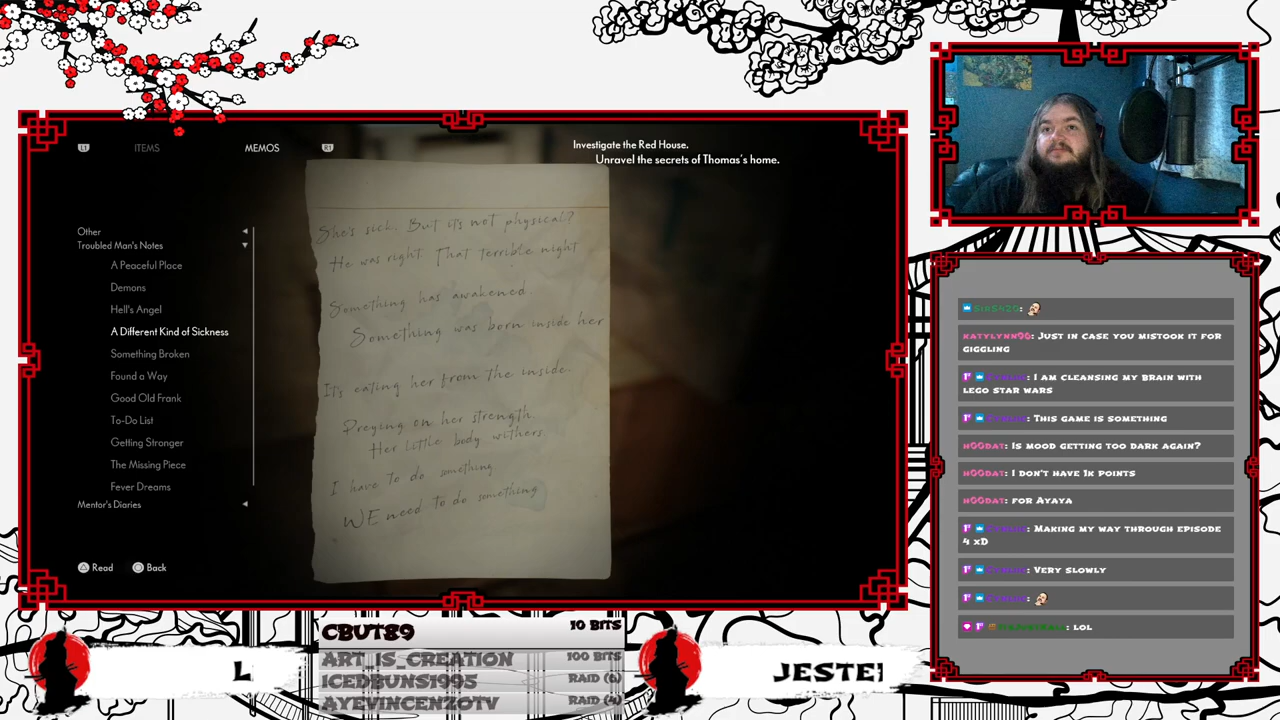 L1
ITEMS
MEMOS
R1
Investigate the Red House.
Unravel the secrets of Thomas's home.
Other
Troubled Man's Notes
A Peaceful Place
Demons
Hell's Angel
A Different Kind of Sickness
Something Broken
Found a Way
Good Old Frank
To-Do List
Getting Stronger
The Missing Piece
Fever Dreams
Mentor's Diaries
Read
Back
She's sick. But it's not physical?
He was right. That terrible night
Something has awakened.
Something was born inside her
It's eating her from the inside.
Preying on her strength.
Her little body withers.
I have to do something.
WE need to do something
KATYLYNN96: JUST IN CASE YOU MISTOOK IT FOR
GIGGLING
I AM CLEANSING MY BRAIN WITH
LEGO STAR WARS
THIS GAME IS SOMETHING
H00DAT: IS MOOD GETTING TOO DARK AGAIN?
H00DAT: I DON'T HAVE 1K POINTS
H00DAT: FOR AYAYA
MAKING MY WAY THROUGH EPISODE
4 XD
VERY SLOWLY
LOL
CBUT89 10 BITS
ART_IS_CREATION 100 BITS
ICEDBUNS1995 RAID (6)
AYEVINCENZOTV RAID (4)
L
JESTE